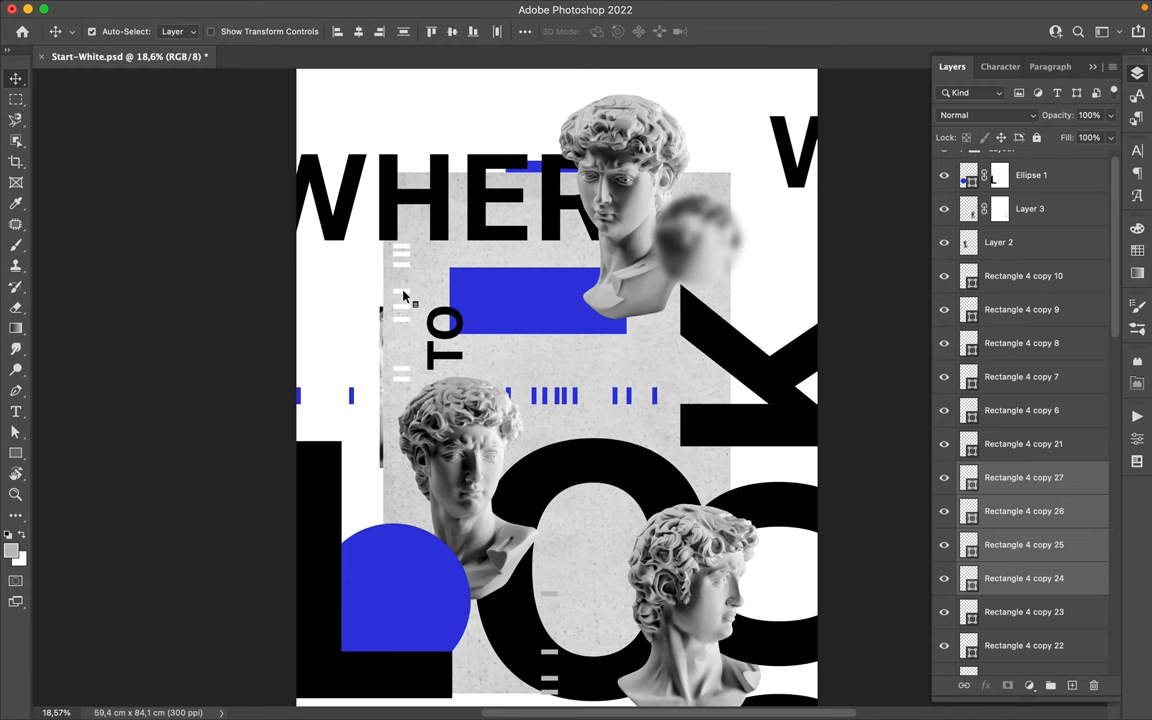 Adobe Photoshop 2022
Auto-Select:
Layer
Show Transform Controls
3D Mode:
Start-White.psd @ 18,6% (RGB/8) *
Layers
Character
Paragraph
Kind
Normal
Opacity: 100%
Lock:
Fill: 100%
Ellipse 1
Layer 3
Layer 2
Rectangle 4 copy 10
Rectangle 4 copy 9
Rectangle 4 copy 8
Rectangle 4 copy 7
Rectangle 4 copy 6
Rectangle 4 copy 21
Rectangle 4 copy 27
Rectangle 4 copy 26
Rectangle 4 copy 25
Rectangle 4 copy 24
Rectangle 4 copy 23
Rectangle 4 copy 22
WHER
W
TO
L
O
O
K
18,57%
59,4 cm x 84,1 cm (300 ppi)